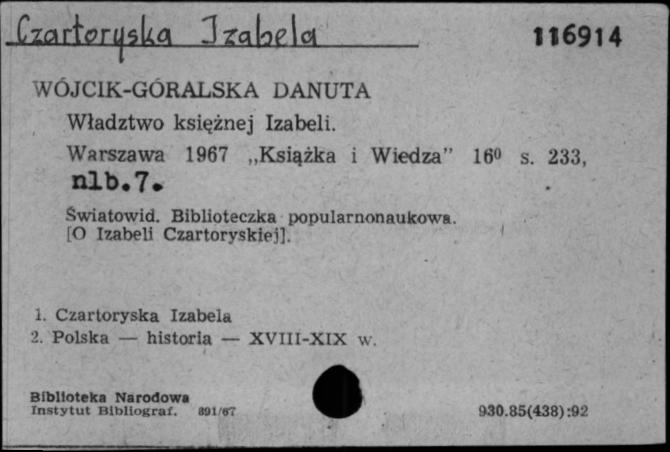 Czartoryska Izabela 116914
WÓJCIK-GÓRALSKA DANUTA
Władztwo księżnej Izabeli.
Warszawa 1967 „Książka i Wiedza” 16⁰ s. 233,
nlb.7.
Światowid. Biblioteczka popularnonaukowa.
[O Izabeli Czartoryskiej].
1. Czartoryska Izabela
2. Polska — historia — XVIII-XIX w.
Biblioteka Narodowa
Instytut Bibliograf. 891/67 930.85(438):92